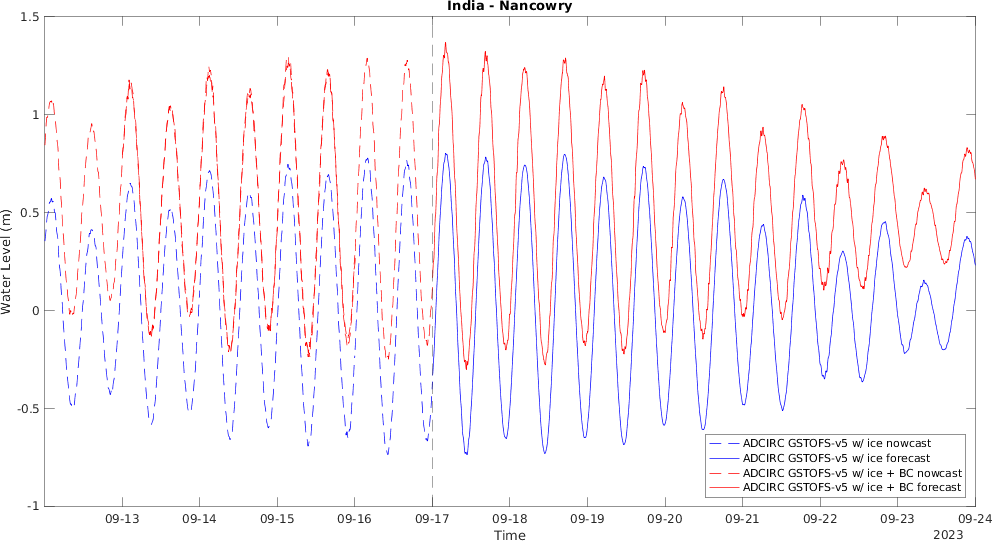 India - Nancowry
1.5
1
0.5
0
-0.5
-1
Water Level (m)
09-13 09-14 09-15 09-16 09-17 09-18 09-19 09-20 09-21 09-22 09-23 09-24
Time
2023
ADCIRC GSTOFS-v5 w/ ice nowcast
ADCIRC GSTOFS-v5 w/ ice forecast
ADCIRC GSTOFS-v5 w/ ice + BC nowcast
ADCIRC GSTOFS-v5 w/ ice + BC forecast